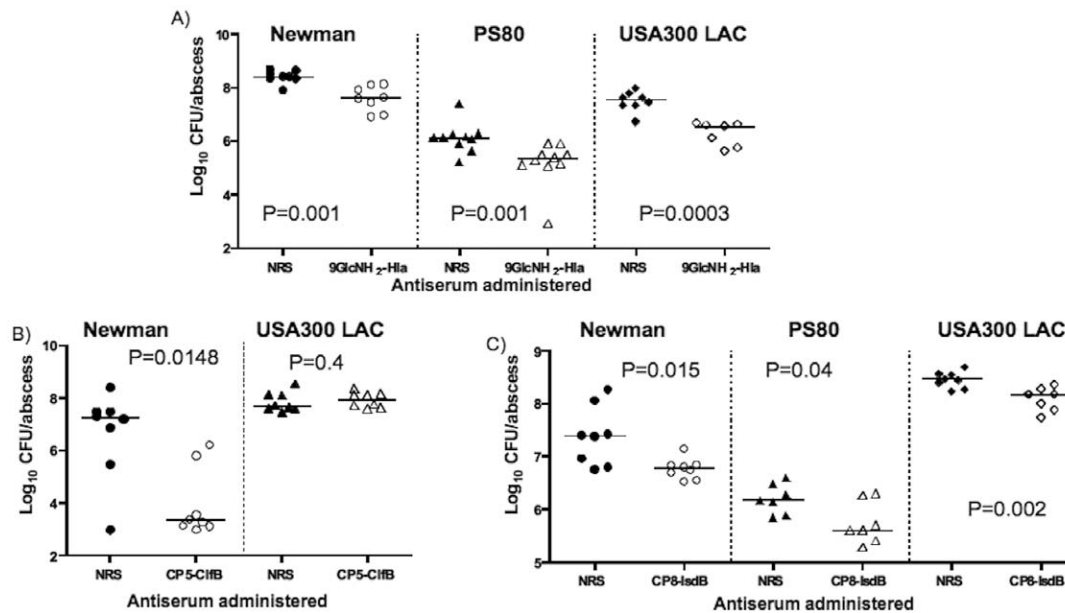 A)
Newman PS80 USA300 LAC
10
8
6
4
2
Log10 CFU/abscess
P=0.001 P=0.001 P=0.0003
NRS 9GlcNH2-Hla NRS 9GlcNH2-Hla NRS 9GlcNH2-Hla
Antiserum administered
B)
Newman USA300 LAC
P=0.0148 P=0.4
10
8
6
4
2
Log10 CFU/abscess
NRS CP5-ClfB NRS CP5-ClfB
Antiserum administered
C)
Newman PS80 USA300 LAC
P=0.015 P=0.04
9
8
7
6
5
Log10 CFU/abscess
P=0.002
NRS CP8-IsdB NRS CP8-IsdB NRS CP8-IsdB
Antiserum administered